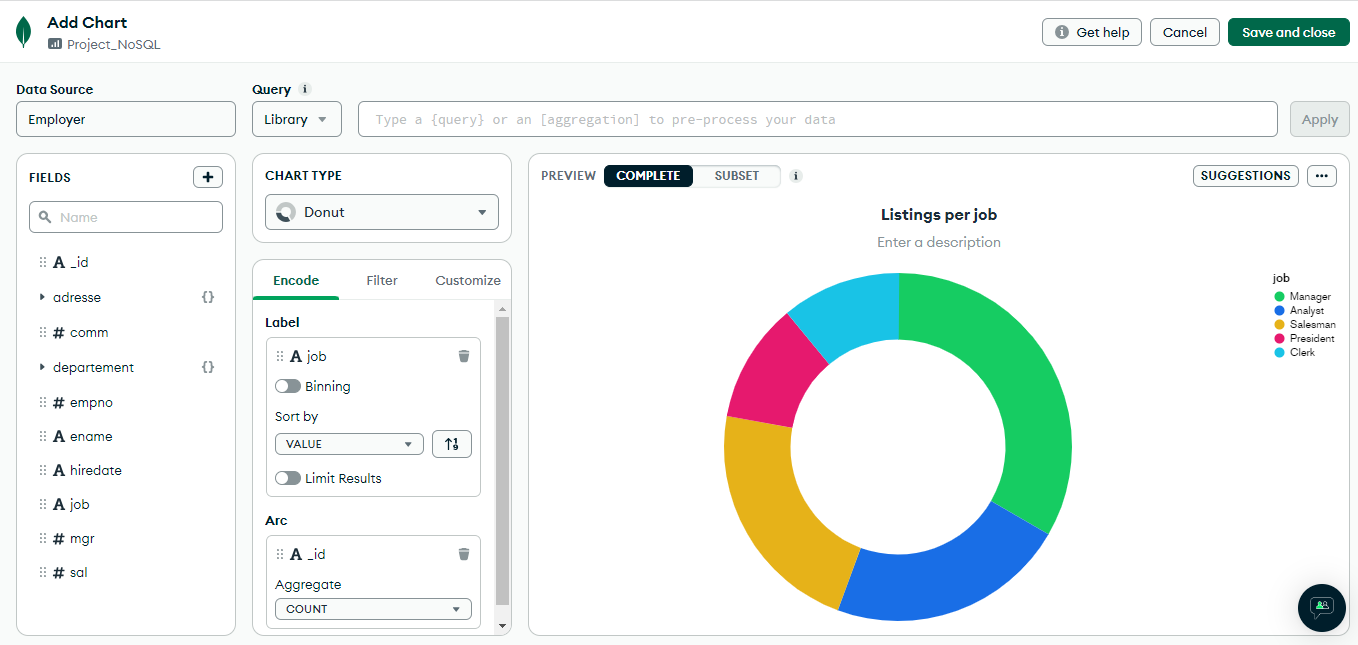 Add Chart
Project_NoSQL
Get help
Cancel
Save and close
Data Source
Query i
Employer
Library
Type a {query} or an [aggregation] to pre-process your data
Apply
FIELDS
+
Name
A _id
adresse {}
# comm
departement {}
# empno
A ename
A hiredate
A job
# mgr
# sal
CHART TYPE
Donut
Encode
Filter
Customize
Label
A job
Binning
Sort by
VALUE
Limit Results
Arc
A _id
Aggregate
COUNT
PREVIEW
COMPLETE
SUBSET
i
SUGGESTIONS
Listings per job
Enter a description
job
Manager
Analyst
Salesman
President
Clerk